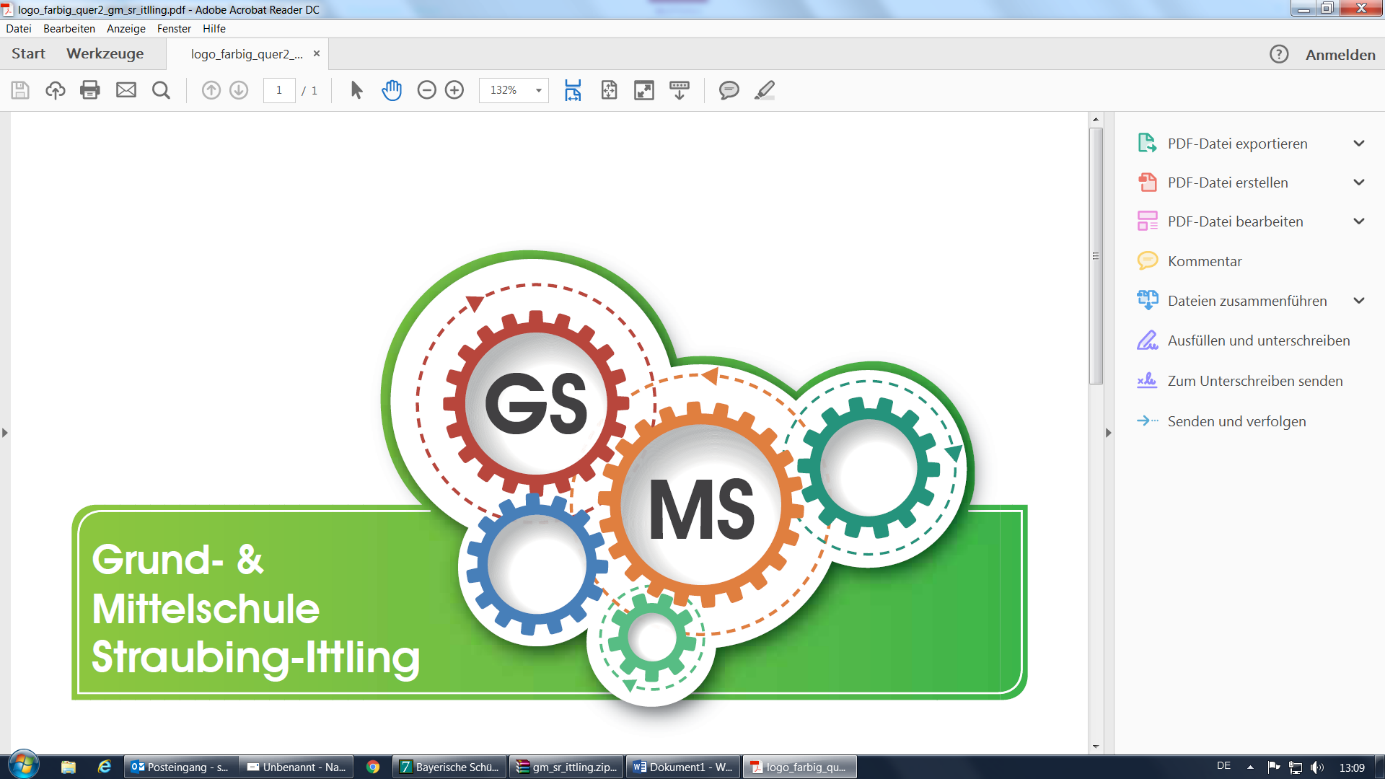 logo_farbig_quer2_gm_sr_itlling.pdf - Adobe Acrobat Reader DC
Datei Bearbeiten Anzeige Fenster Hilfe
Start Werkzeuge logo_farbig_quer2_... × Anmelden
1 / 1 132%
PDF-Datei exportieren
PDF-Datei erstellen
PDF-Datei bearbeiten
Kommentar
Dateien zusammenführen
Ausfüllen und unterschreiben
Zum Unterschreiben senden
Senden und verfolgen
GS
MS
Grund- &
Mittelschule
Straubing-Ittling
Posteingang - s... Unbenannt - Na... Bayerische Schü... gm_sr_ittling.zip... Dokument1 - W... logo_farbig_qu... DE 13:09